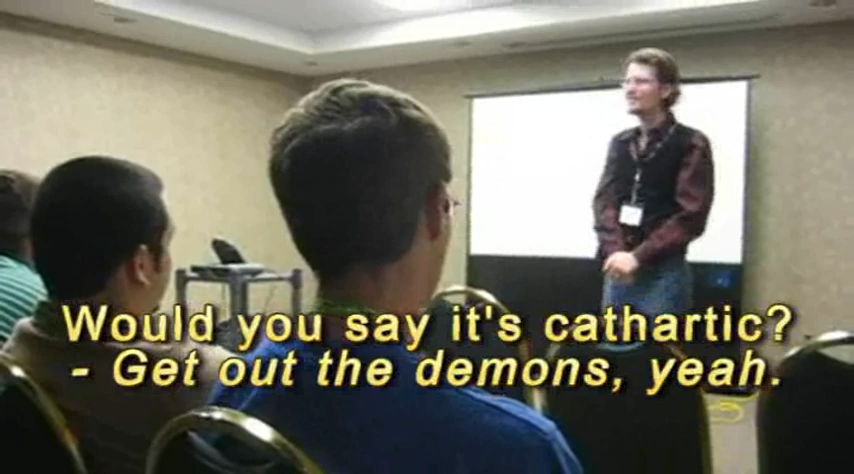 Would you say it's cathartic?
- Get out the demons, yeah.